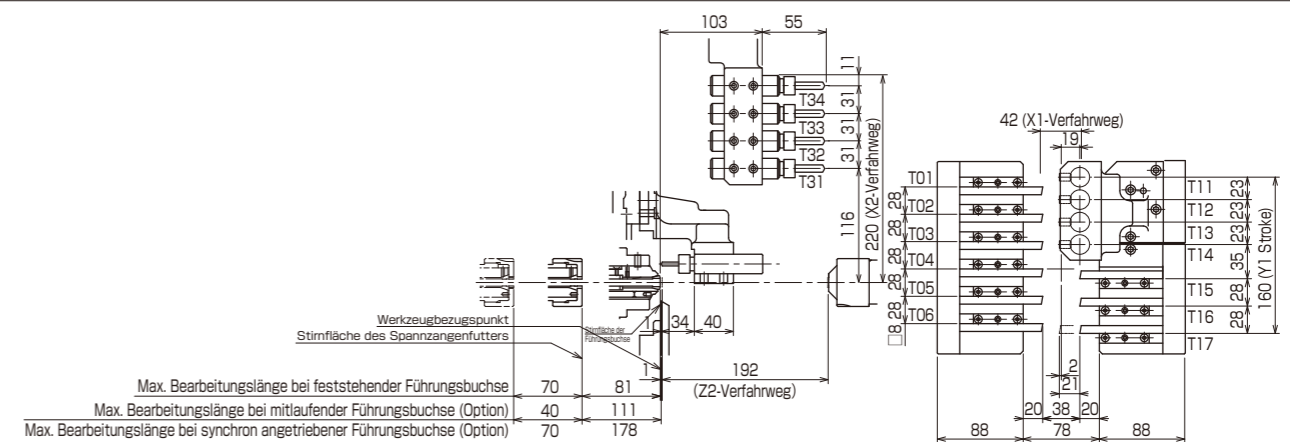 103 55
11
T34
31
T33
31
T32
31
T31
116
220 (X2-Verfahrweg)
42 (X1-Verfahrweg)
19
T01
T02
T03
T04
T05
T06
28
28
28
28
28
□8
T11
T12
T13
T14
T15
T16
T17
23
23
23
35
28
28
160 (Y1 Stroke)
2
21
20 38 20
88 78 88
Werkzeugbezugspunkt
Stirnfläche des Spannzangenfutters
Stirnfläche der
Führungsbuchse
1 34 40
1 192
(Z2-Verfahrweg)
Max. Bearbeitungslänge bei feststehender Führungsbuchse 70 81
Max. Bearbeitungslänge bei mitlaufender Führungsbuchse (Option) 40 111
Max. Bearbeitungslänge bei synchron angetriebener Führungsbuchse (Option) 70 178